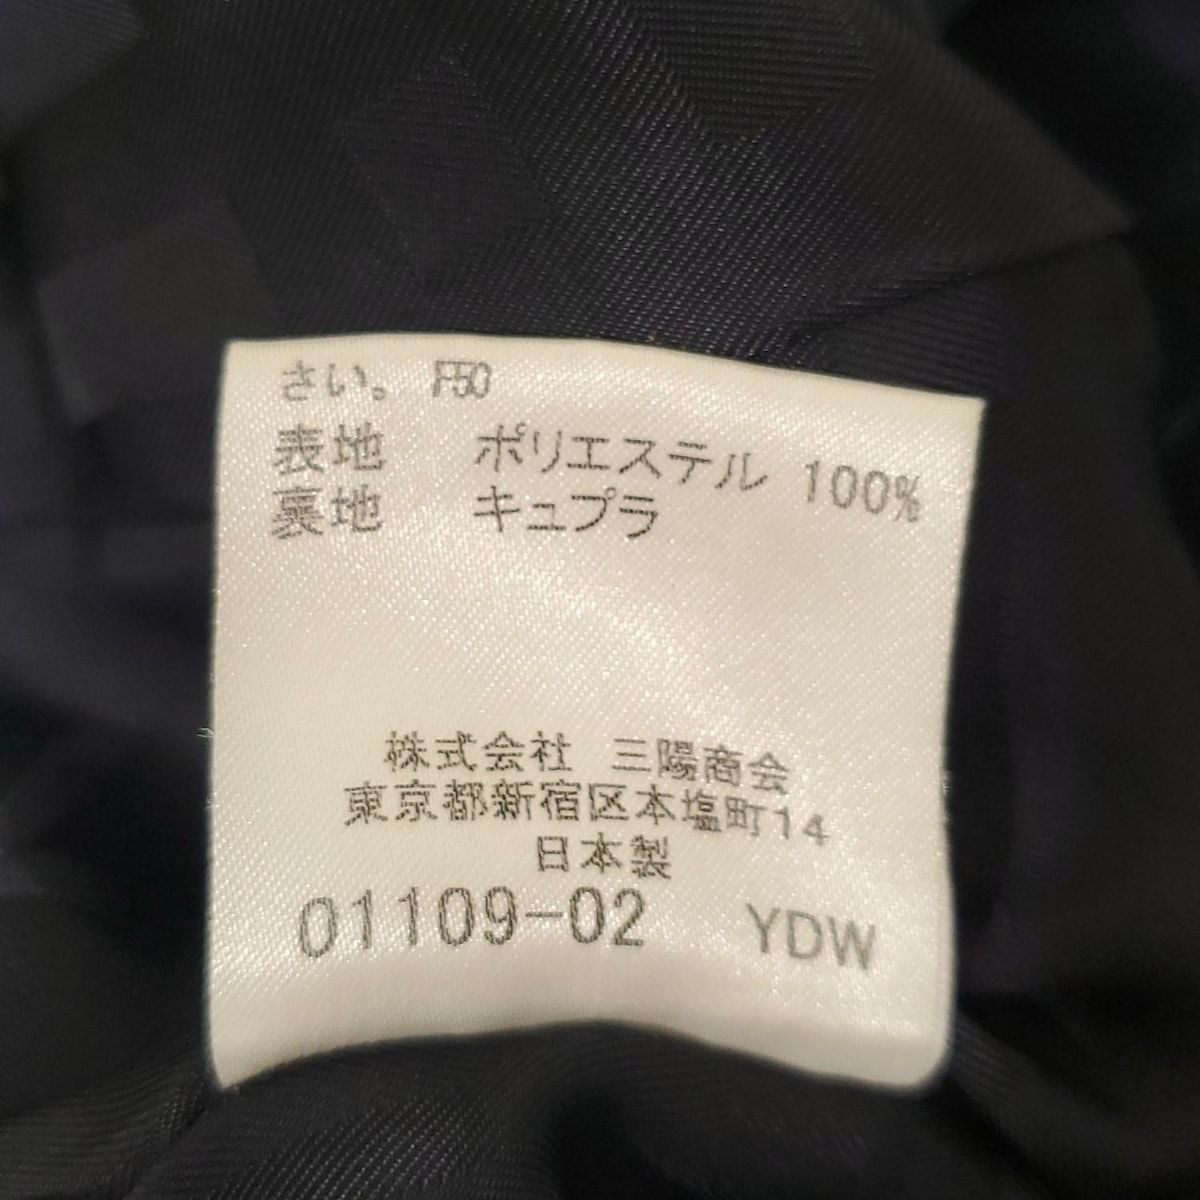 さい。 P50
表地 ポリエステル 100%
裏地 キュプラ
株式会社 三陽商会
東京都新宿区本塩町14
日本製
01109-02 YDW